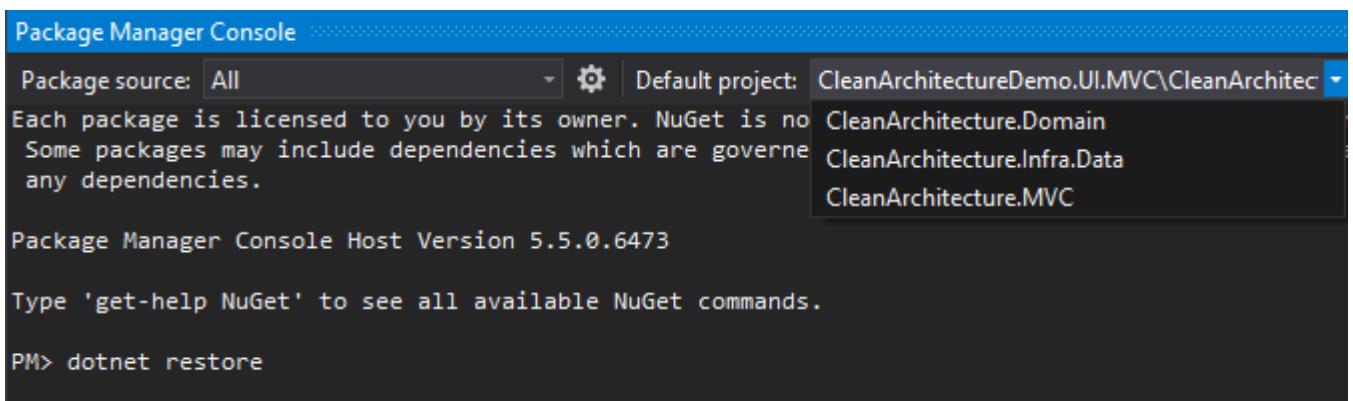 Package Manager Console
Package source: All Default project: CleanArchitectureDemo.UI.MVC\CleanArchitec
Each package is licensed to you by its owner. NuGet is no
CleanArchitecture.Domain
Some packages may include dependencies which are governe
CleanArchitecture.Infra.Data
any dependencies.
CleanArchitecture.MVC
Package Manager Console Host Version 5.5.0.6473
Type 'get-help NuGet' to see all available NuGet commands.
PM> dotnet restore